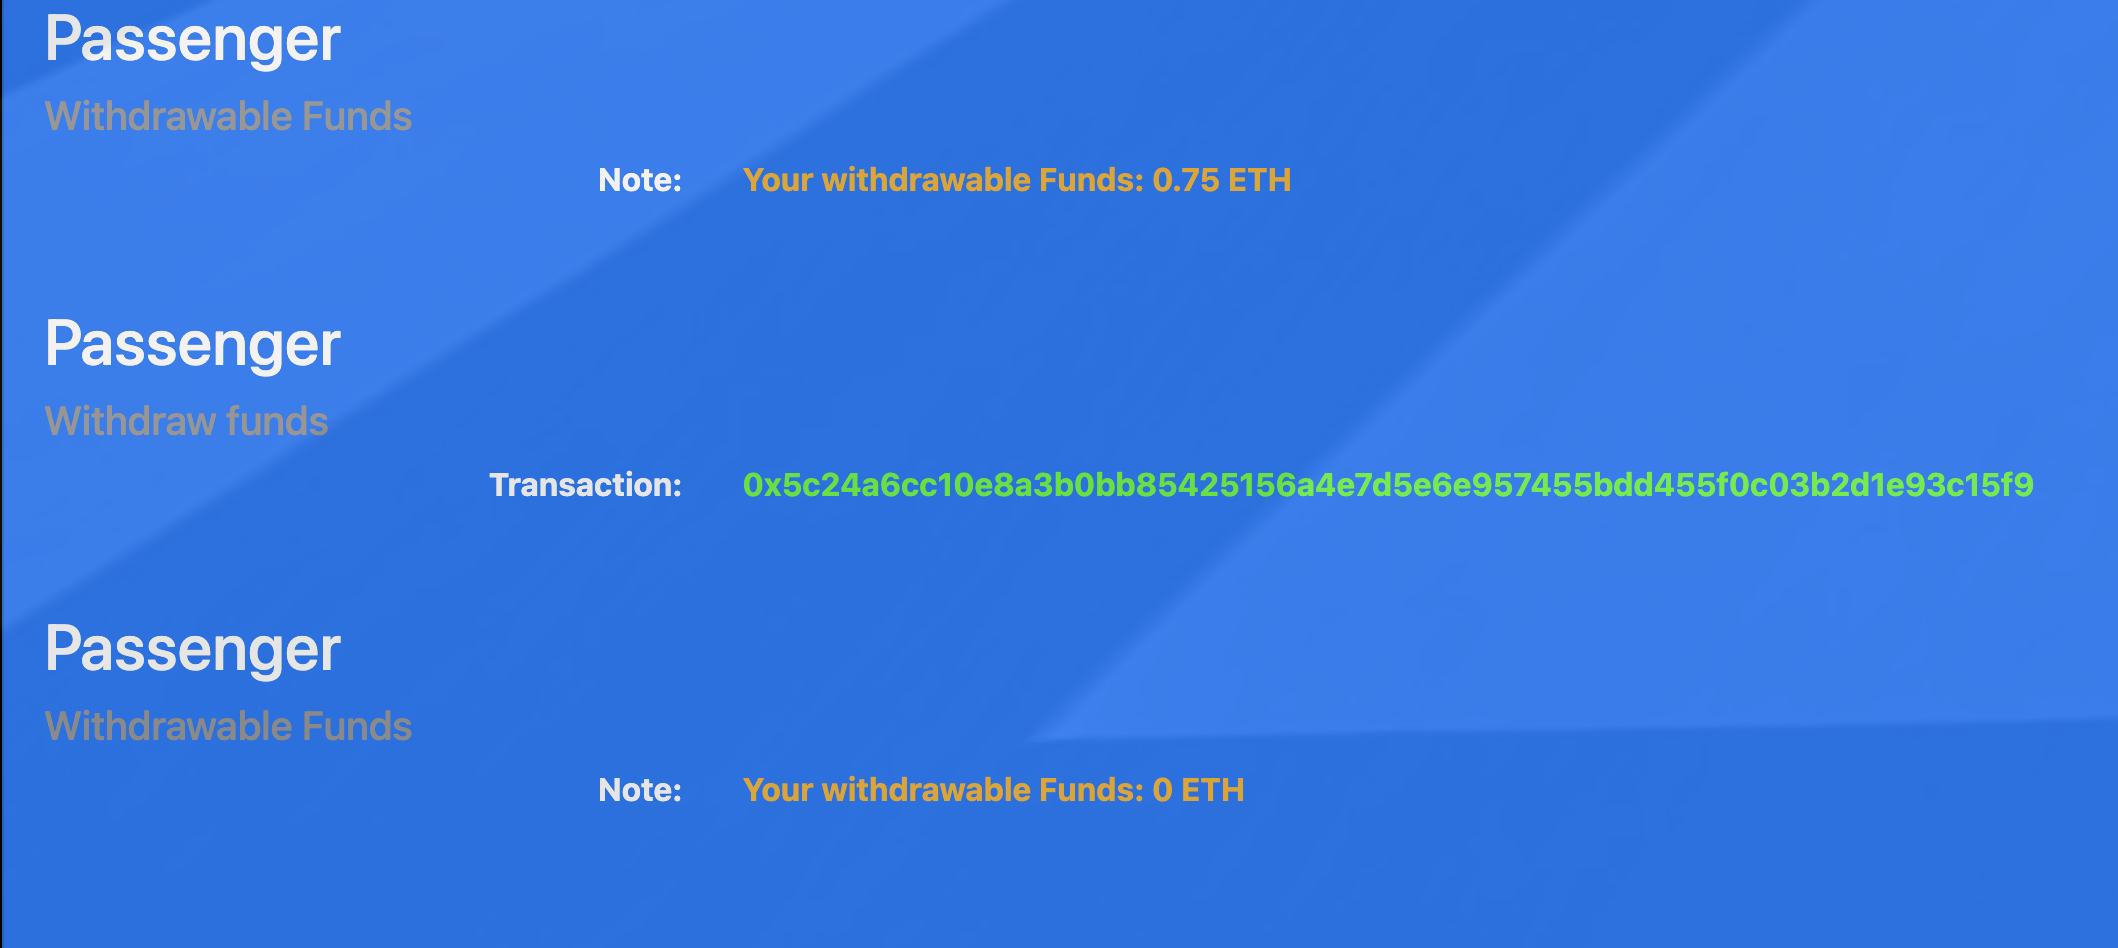 Passenger
Withdrawable Funds
Note: Your withdrawable Funds: 0.75 ETH
Passenger
Withdraw funds
Transaction: 0x5c24a6cc10e8a3b0bb85425156a4e7d5e6e957455bdd455f0c03b2d1e93c15f9
Passenger
Withdrawable Funds
Note: Your withdrawable Funds: 0 ETH